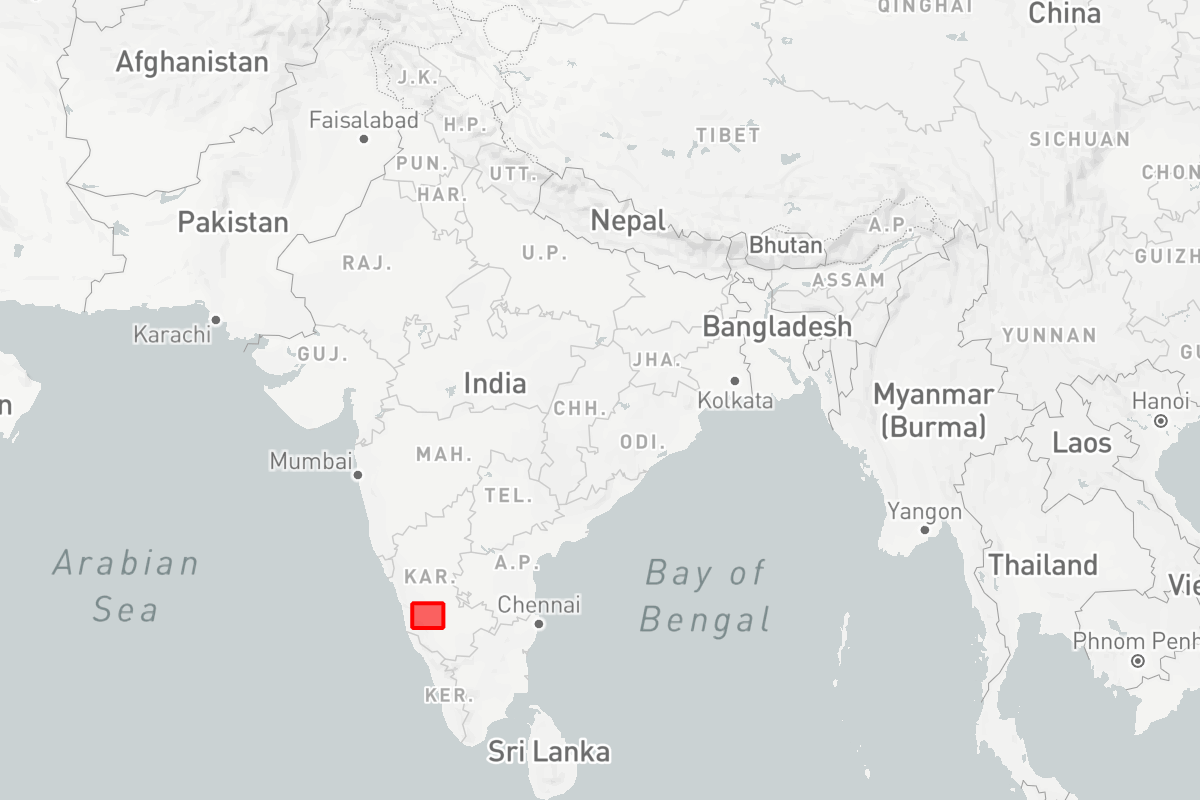 QINGHAI
China
Afghanistan
J.K.
Faisalabad
H.P.
TIBET
SICHUAN
PUN.
UTT.
CHON
HAR.
Pakistan
Nepal
A.P.
Bhutan
U.P.
RAJ.
ASSAM
GUIZH
Karachi
Bangladesh
YUNNAN
GUJ.
JHA.
GU
India
Kolkata
Myanmar
(Burma)
Hanoi
n
CHH.
ODI.
Laos
MAH.
Mumbai
TEL.
Yangon
Arabian
Sea
A.P.
KAR.
Bay of
Bengal
Thailand
Vie
Chennai
Phnom Penh
KER.
Sri Lanka